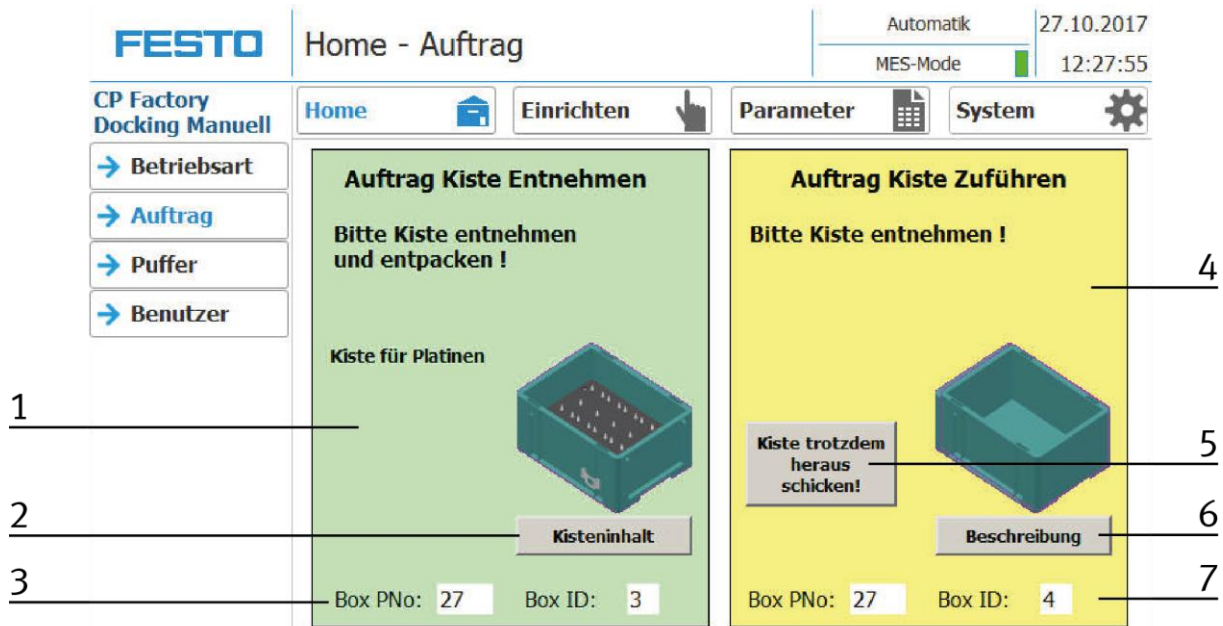 FESTO
Home - Auftrag
Automatik
27.10.2017
MES-Mode
12:27:55
CP Factory
Docking Manuell
Home
Einrichten
Parameter
System
Betriebsart
Auftrag
Puffer
Benutzer
Auftrag Kiste Entnehmen
Bitte Kiste entnehmen
und entpacken !
Kiste für Platinen
Kisteninhalt
Box PNo: 27 Box ID: 3
Auftrag Kiste Zuführen
Bitte Kiste entnehmen !
Kiste trotzdem
heraus
schicken!
Beschreibung
Box PNo: 27 Box ID: 4
1
2
3
4
5
6
7